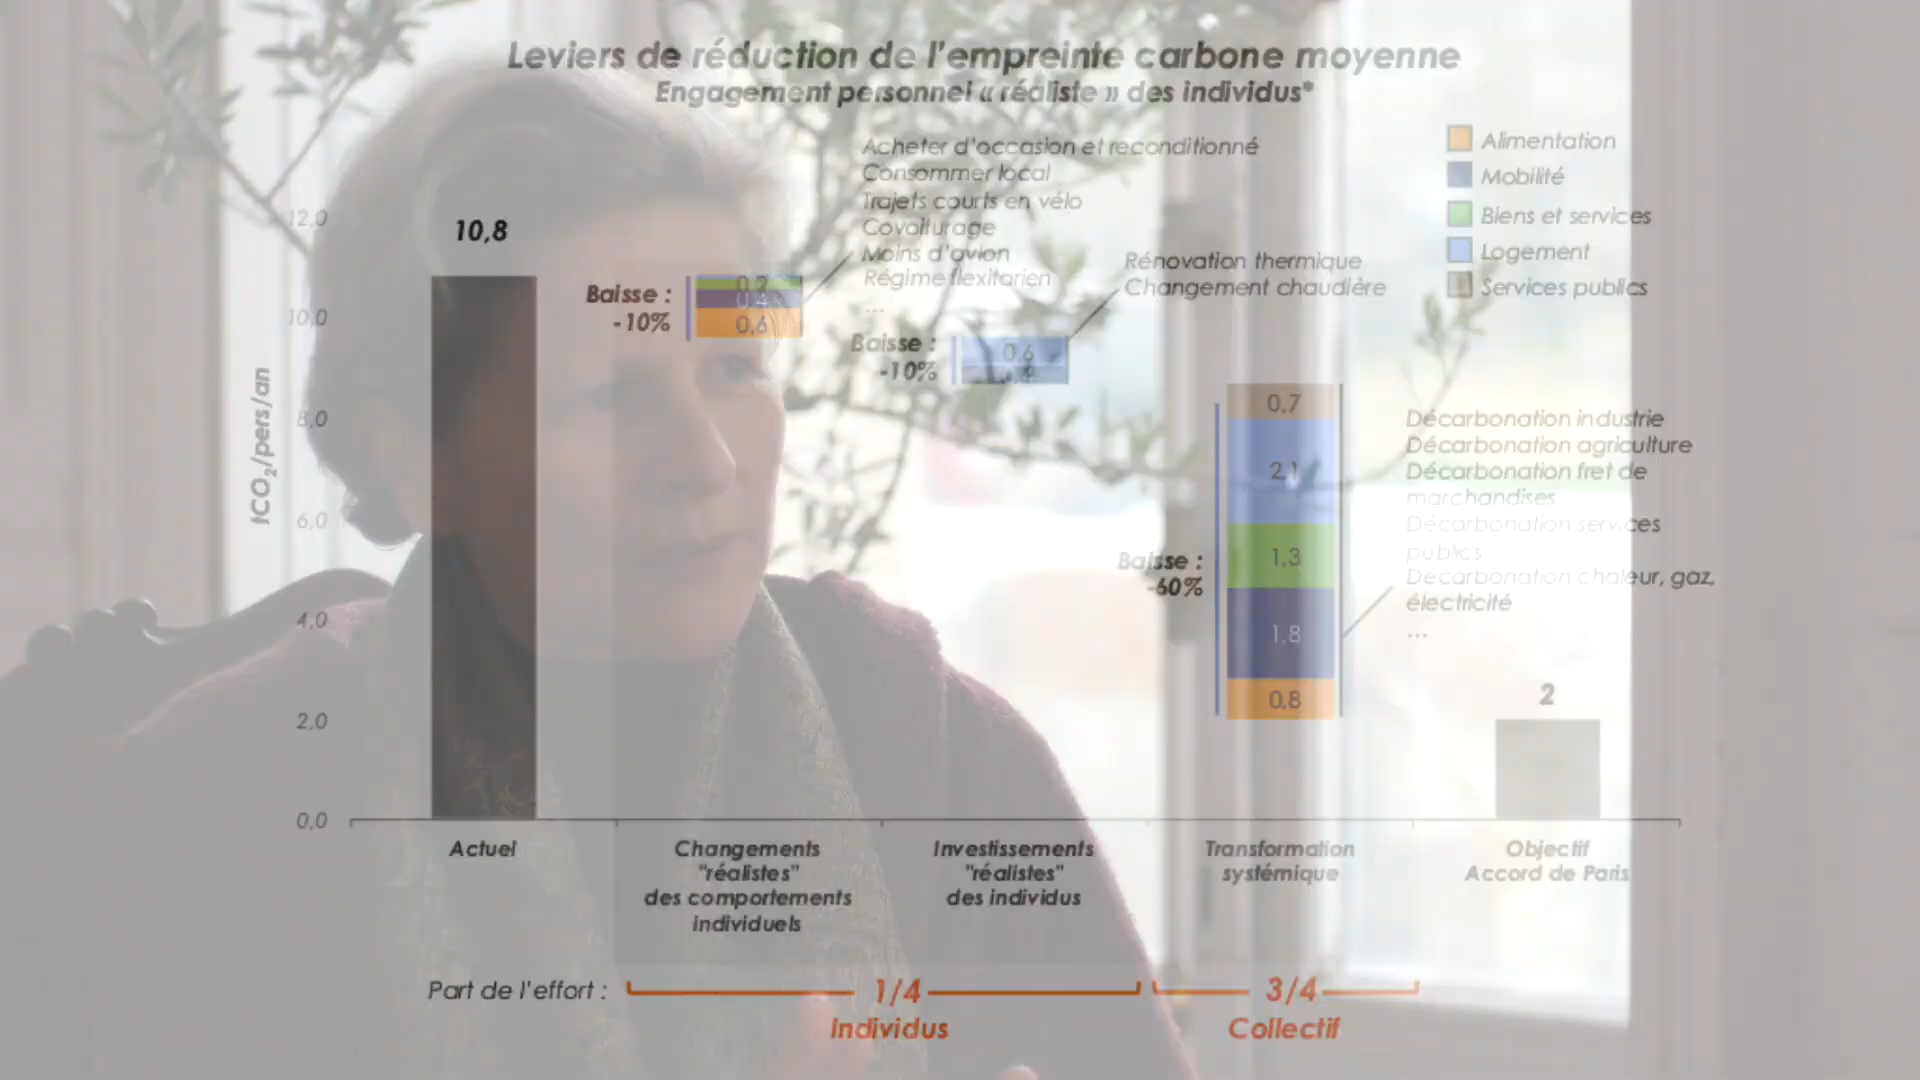 Leviers de réduction de l'empreinte carbone moyenne
Engagement personnel « réaliste » des individus*
Acheter d'occasion et reconditionné
Consommer local
Trajets courts en vélo
Covoiturage
Moins d'avion
Régime flexitarien
...
Rénovation thermique
Changement chaudière
Alimentation
Mobilité
Biens et services
Logement
Services publics
tCO2/pers/an
12,0
10,0
8,0
6,0
4,0
2,0
0,0
10,8
Baisse :
-10%
0,2
0,4
0,6
Baisse :
-10%
0,6
Baisse :
-60%
0,7
2,1
1,3
1,8
0,8
Décarbonation industrie
Décarbonation agriculture
Décarbonation fret de
marchandises
Décarbonation services
publics
Décarbonation chaleur, gaz,
électricité
...
2
Actuel
Changements
"réalistes"
des comportements
individuels
Investissements
"réalistes"
des individus
Transformation
systémique
Objectif
Accord de Paris
Part de l'effort :
1/4
Individus
3/4
Collectif